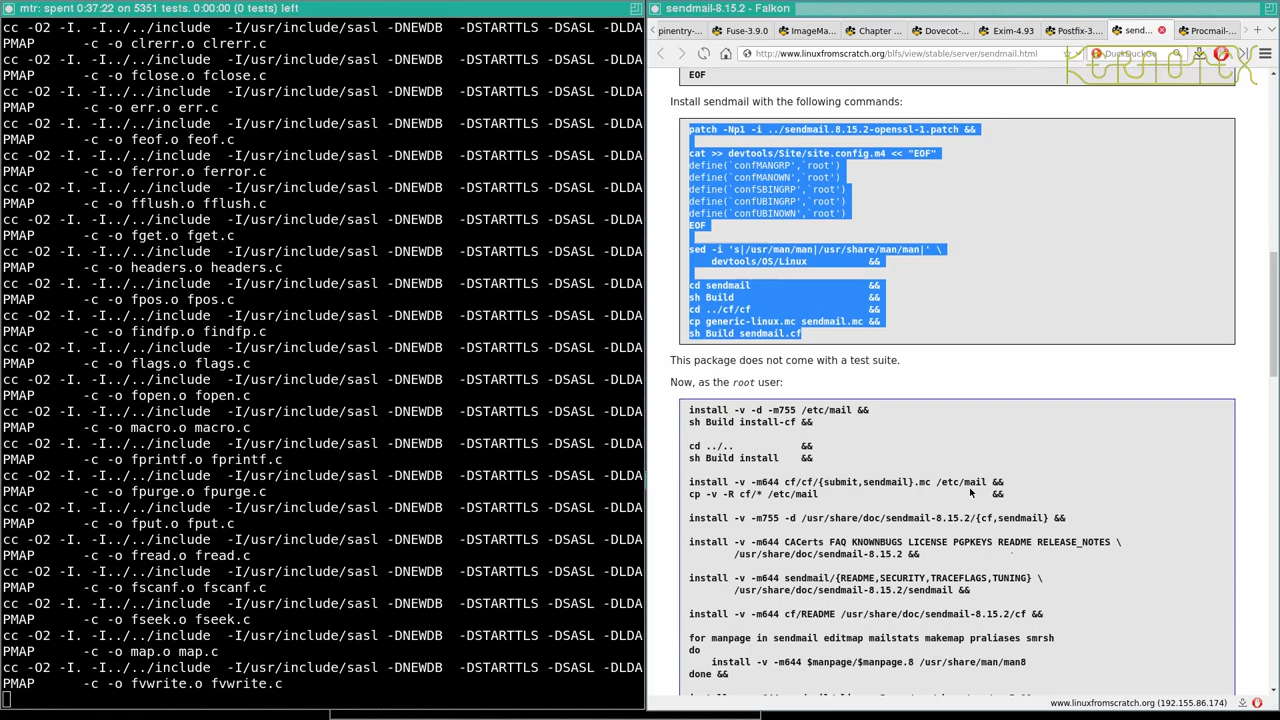 mtr: spent 0:37:22 on 5351 tests. 0:00:00 (0 tests) left
cc -O2 -I. -I../../include  -I/usr/include/sasl -DNEWDB  -DSTARTTLS -DSASL -DLDA
PMAP      -c -o clrerr.o clrerr.c
cc -O2 -I. -I../../include  -I/usr/include/sasl -DNEWDB  -DSTARTTLS -DSASL -DLDA
PMAP      -c -o fclose.o fclose.c
cc -O2 -I. -I../../include  -I/usr/include/sasl -DNEWDB  -DSTARTTLS -DSASL -DLDA
PMAP      -c -o err.o err.c
cc -O2 -I. -I../../include  -I/usr/include/sasl -DNEWDB  -DSTARTTLS -DSASL -DLDA
PMAP      -c -o feof.o feof.c
cc -O2 -I. -I../../include  -I/usr/include/sasl -DNEWDB  -DSTARTTLS -DSASL -DLDA
PMAP      -c -o ferror.o ferror.c
cc -O2 -I. -I../../include  -I/usr/include/sasl -DNEWDB  -DSTARTTLS -DSASL -DLDA
PMAP      -c -o fflush.o fflush.c
cc -O2 -I. -I../../include  -I/usr/include/sasl -DNEWDB  -DSTARTTLS -DSASL -DLDA
PMAP      -c -o fget.o fget.c
cc -O2 -I. -I../../include  -I/usr/include/sasl -DNEWDB  -DSTARTTLS -DSASL -DLDA
PMAP      -c -o headers.o headers.c
cc -O2 -I. -I../../include  -I/usr/include/sasl -DNEWDB  -DSTARTTLS -DSASL -DLDA
PMAP      -c -o fpos.o fpos.c
cc -O2 -I. -I../../include  -I/usr/include/sasl -DNEWDB  -DSTARTTLS -DSASL -DLDA
PMAP      -c -o findfp.o findfp.c
cc -O2 -I. -I../../include  -I/usr/include/sasl -DNEWDB  -DSTARTTLS -DSASL -DLDA
PMAP      -c -o flags.o flags.c
cc -O2 -I. -I../../include  -I/usr/include/sasl -DNEWDB  -DSTARTTLS -DSASL -DLDA
PMAP      -c -o fopen.o fopen.c
cc -O2 -I. -I../../include  -I/usr/include/sasl -DNEWDB  -DSTARTTLS -DSASL -DLDA
PMAP      -c -o macro.o macro.c
cc -O2 -I. -I../../include  -I/usr/include/sasl -DNEWDB  -DSTARTTLS -DSASL -DLDA
PMAP      -c -o fprintf.o fprintf.c
cc -O2 -I. -I../../include  -I/usr/include/sasl -DNEWDB  -DSTARTTLS -DSASL -DLDA
PMAP      -c -o fpurge.o fpurge.c
cc -O2 -I. -I../../include  -I/usr/include/sasl -DNEWDB  -DSTARTTLS -DSASL -DLDA
PMAP      -c -o fput.o fput.c
cc -O2 -I. -I../../include  -I/usr/include/sasl -DNEWDB  -DSTARTTLS -DSASL -DLDA
PMAP      -c -o fread.o fread.c
cc -O2 -I. -I../../include  -I/usr/include/sasl -DNEWDB  -DSTARTTLS -DSASL -DLDA
PMAP      -c -o fscanf.o fscanf.c
cc -O2 -I. -I../../include  -I/usr/include/sasl -DNEWDB  -DSTARTTLS -DSASL -DLDA
PMAP      -c -o fseek.o fseek.c
cc -O2 -I. -I../../include  -I/usr/include/sasl -DNEWDB  -DSTARTTLS -DSASL -DLDA
PMAP      -c -o map.o map.c
cc -O2 -I. -I../../include  -I/usr/include/sasl -DNEWDB  -DSTARTTLS -DSASL -DLDA
PMAP      -c -o fvwrite.o fvwrite.c
sendmail-8.15.2 - Falkon
pinentry-... Fuse-3.9.0 ImageMa... Chapter ... Dovecot-... Exim-4.93 Postfix-3.... send... Procmail-...
http://www.linuxfromscratch.org/blfs/view/stable/server/sendmail.html DuckDuckGo
KERNOTEX
EOF
Install sendmail with the following commands:
patch -Np1 -i ../sendmail.8.15.2-openssl-1.patch &&
cat >> devtools/Site/site.config.m4 << "EOF"
define(`confMANGRP',`root')
define(`confMANOWN',`root')
define(`confSBINGRP',`root')
define(`confUBINGRP',`root')
define(`confUBINOWN',`root')
EOF
sed -i 's|/usr/man/man|/usr/share/man/man|' \
    devtools/OS/Linux           &&
cd sendmail                     &&
sh Build                        &&
cd ../cf/cf                     &&
cp generic-linux.mc sendmail.mc &&
sh Build sendmail.cf
This package does not come with a test suite.
Now, as the root user:
install -v -d -m755 /etc/mail &&
sh Build install-cf &&
cd ../..            &&
sh Build install    &&
install -v -m644 cf/cf/{submit,sendmail}.mc /etc/mail &&
cp -v -R cf/* /etc/mail                               &&
install -v -m755 -d /usr/share/doc/sendmail-8.15.2/{cf,sendmail} &&
install -v -m644 CACerts FAQ KNOWNBUGS LICENSE PGPKEYS README RELEASE_NOTES \
        /usr/share/doc/sendmail-8.15.2 &&
install -v -m644 sendmail/{README,SECURITY,TRACEFLAGS,TUNING} \
        /usr/share/doc/sendmail-8.15.2/sendmail &&
install -v -m644 cf/README /usr/share/doc/sendmail-8.15.2/cf &&
for manpage in sendmail editmap mailstats makemap praliases smrsh
do
    install -v -m644 $manpage/$manpage.8 /usr/share/man/man8
done &&
www.linuxfromscratch.org (192.155.86.174)